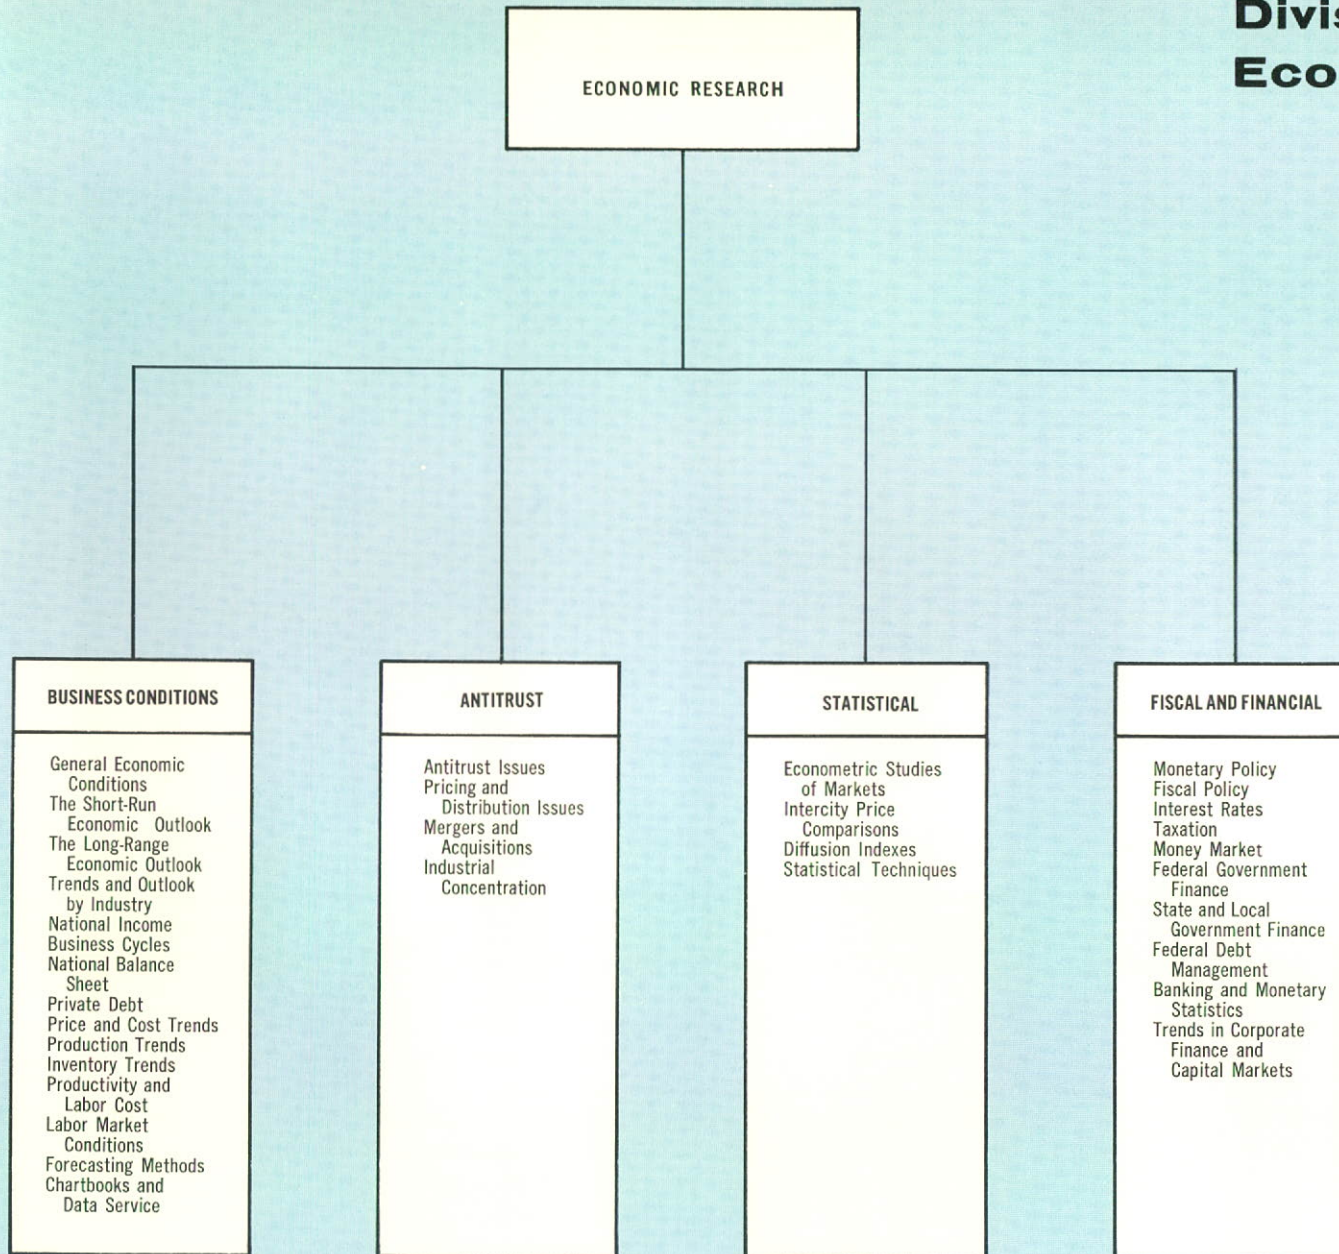 ECONOMIC RESEARCH
BUSINESS CONDITIONS
General Economic
Conditions
The Short-Run
Economic Outlook
The Long-Range
Economic Outlook
Trends and Outlook
by Industry
National Income
Business Cycles
National Balance
Sheet
Private Debt
Price and Cost Trends
Production Trends
Inventory Trends
Productivity and
Labor Cost
Labor Market
Conditions
Forecasting Methods
Chartbooks and
Data Service
ANTITRUST
Antitrust Issues
Pricing and
Distribution Issues
Mergers and
Acquisitions
Industrial
Concentration
STATISTICAL
Econometric Studies
of Markets
Intercity Price
Comparisons
Diffusion Indexes
Statistical Techniques
FISCAL AND FINANCIAL
Monetary Policy
Fiscal Policy
Interest Rates
Taxation
Money Market
Federal Government
Finance
State and Local
Government Finance
Federal Debt
Management
Banking and Monetary
Statistics
Trends in Corporate
Finance and
Capital Markets